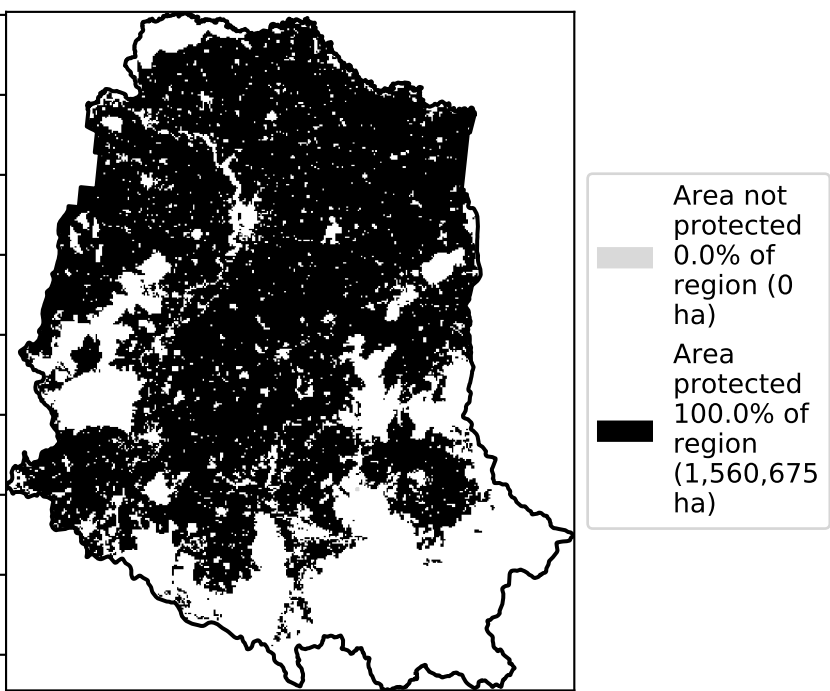 Area not
protected
0.0% of
region (0
ha)
Area
protected
100.0% of
region
(1,560,675
ha)